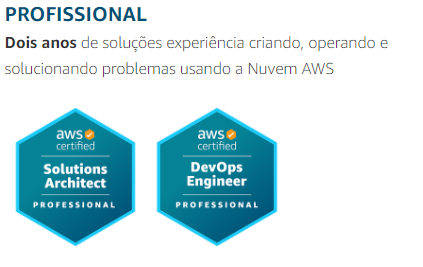 PROFISSIONAL
Dois anos de soluções experiência criando, operando e
solucionando problemas usando a Nuvem AWS
aws
certified
Solutions
Architect
PROFESSIONAL
aws
certified
DevOps
Engineer
PROFESSIONAL